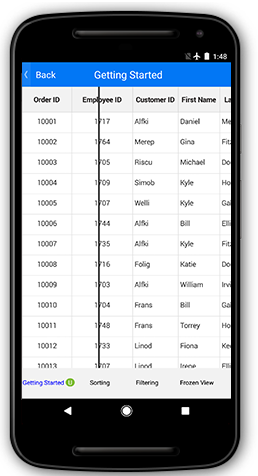 1:48
Back Getting Started
Order ID Employee ID Customer ID First Name La
10001 1717 Alfki Daniel Me
10002 1764 Merep Gina Fit
10003 1705 Riscu Michael Do
10004 1709 Simob Kyle Ho
10005 1707 Welli Kyle Ga
10006 1744 Alfki Bill Elli
10007 1735 Alfki Kyle Fit
10008 1716 Folig Katie Do
10009 1703 Alfki William Irvi
10010 1704 Frans Bill Ga
10011 1748 Frans Torrey Ho
10012 1733 Linod Fiona Ke
10013 1707 Linod Irene Elli
Getting Started U Sorting Filtering Frozen View